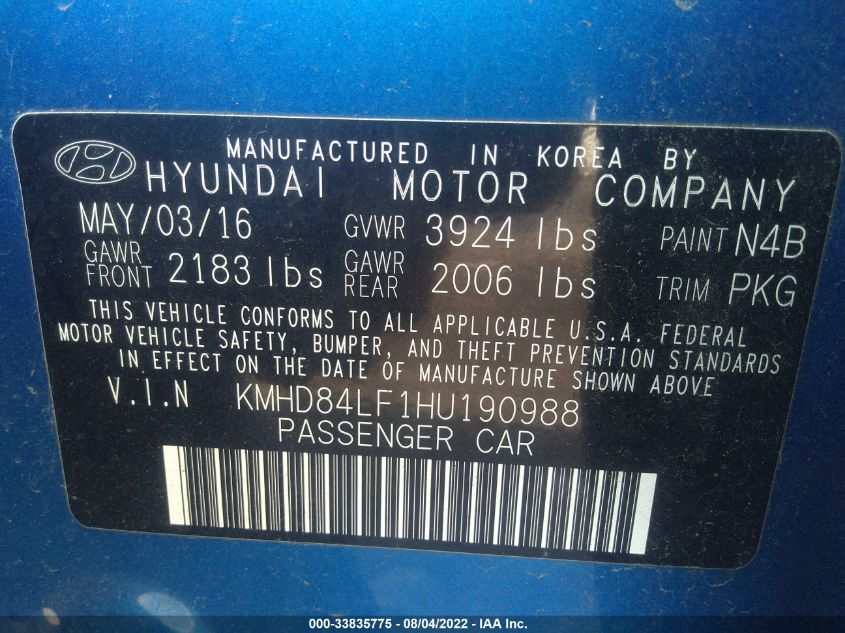 MANUFACTURED IN KOREA BY
HYUNDAI MOTOR COMPANY
MAY/03/16 GVWR 3924 lbs PAINT N4B
GAWR FRONT 2183 lbs GAWR REAR 2006 lbs TRIM PKG
THIS VEHICLE CONFORMS TO ALL APPLICABLE U.S.A. FEDERAL
MOTOR VEHICLE SAFETY, BUMPER, AND THEFT PREVENTION STANDARDS
IN EFFECT ON THE DATE OF MANUFACTURE SHOWN ABOVE
V.I.N KMHD84LF1HU190988
PASSENGER CAR
000-33835775 - 08/04/2022 - IAA Inc.